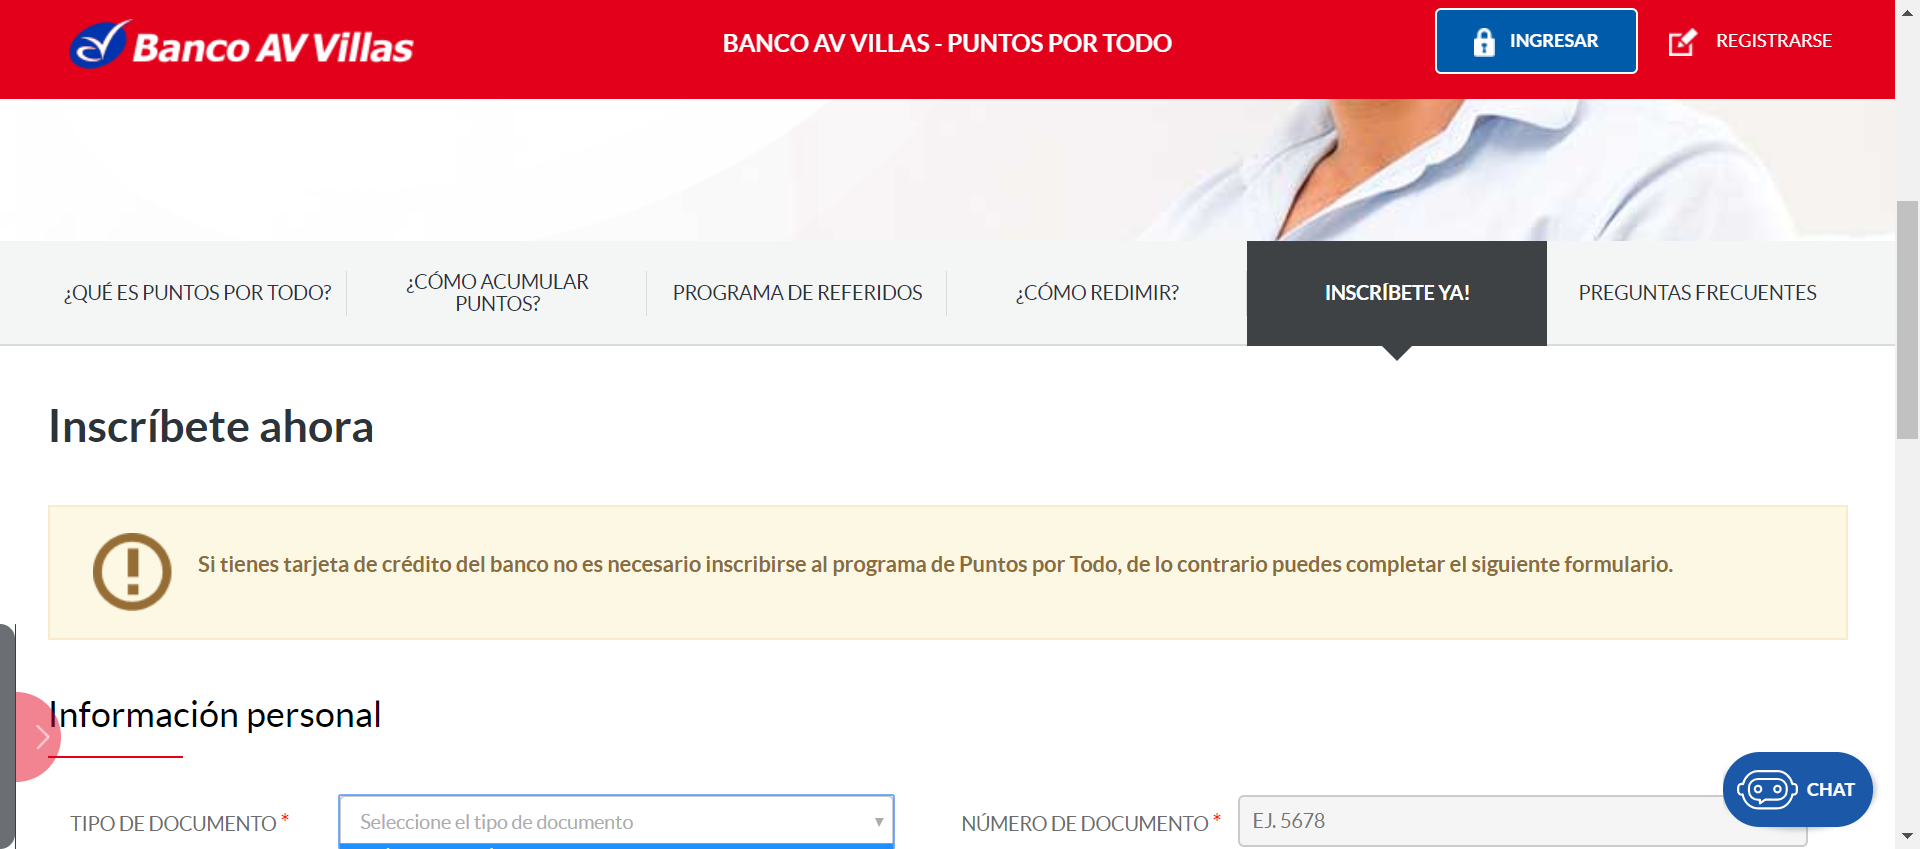 Banco AV Villas
BANCO AV VILLAS - PUNTOS POR TODO
INGRESAR
REGISTRARSE
¿QUÉ ES PUNTOS POR TODO?
¿CÓMO ACUMULAR
PUNTOS?
PROGRAMA DE REFERIDOS
¿CÓMO REDIMIR?
INSCRÍBETE YA!
PREGUNTAS FRECUENTES
Inscríbete ahora
Si tienes tarjeta de crédito del banco no es necesario inscribirse al programa de Puntos por Todo, de lo contrario puedes completar el siguiente formulario.
Información personal
TIPO DE DOCUMENTO *
Seleccione el tipo de documento
NÚMERO DE DOCUMENTO *
EJ. 5678
CHAT